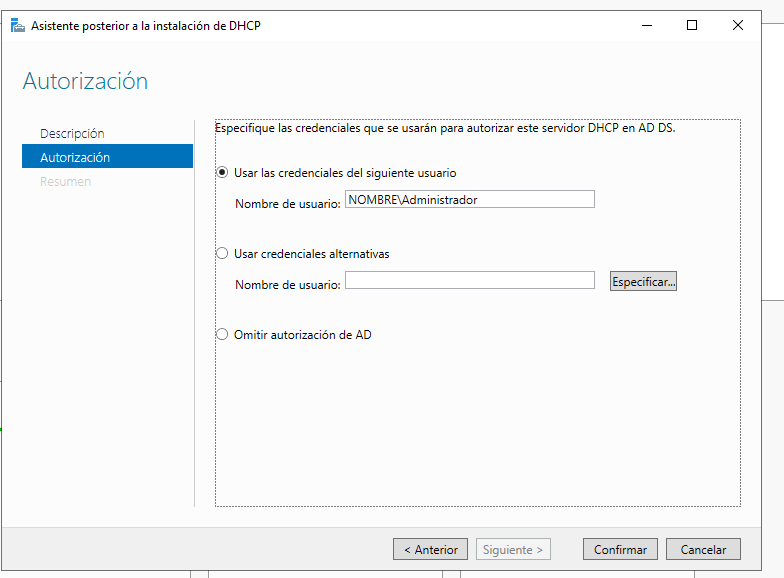 Asistente posterior a la instalación de DHCP
Autorización
Descripción
Autorización
Resumen
Especifique las credenciales que se usarán para autorizar este servidor DHCP en AD DS.
Usar las credenciales del siguiente usuario
Nombre de usuario: NOMBRE\Administrador
Usar credenciales alternativas
Nombre de usuario:
Especificar...
Omitir autorización de AD
< Anterior
Siguiente >
Confirmar
Cancelar